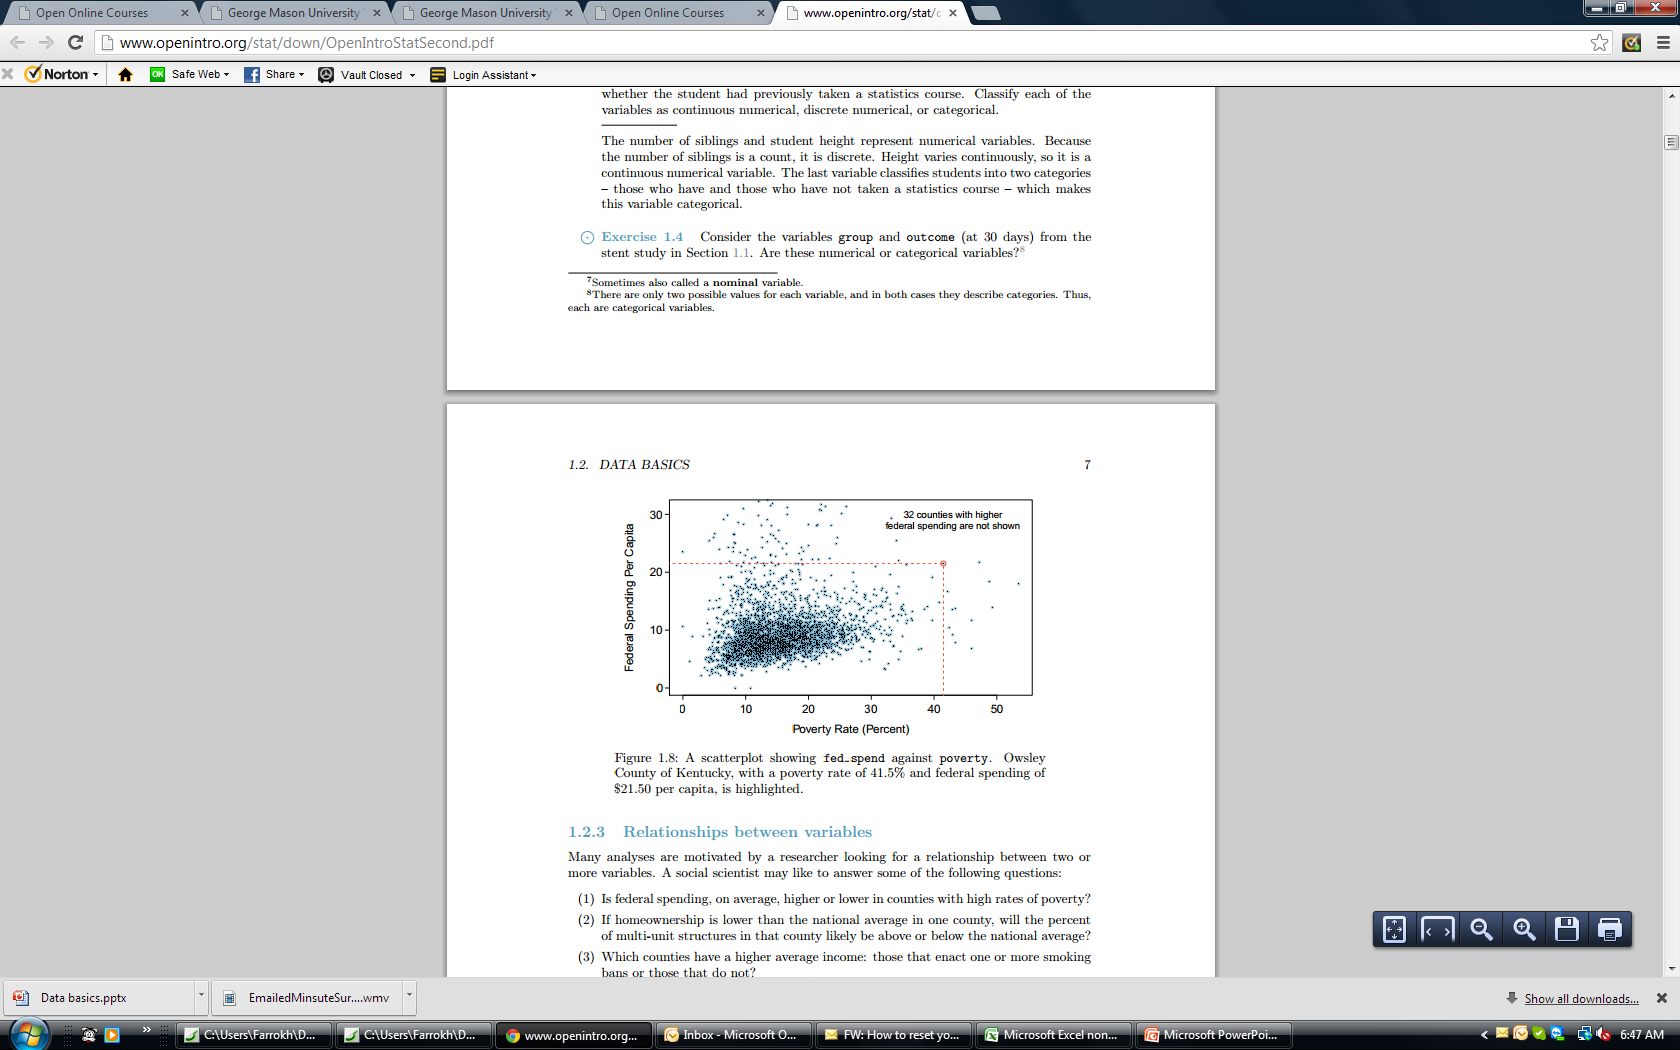 Open Online Courses
George Mason University
George Mason University
Open Online Courses
www.openintro.org/stat/
www.openintro.org/stat/down/OpenIntroStatSecond.pdf
Norton
OK Safe Web
Share
Vault Closed
Login Assistant
whether the student had previously taken a statistics course. Classify each of the
variables as continuous numerical, discrete numerical, or categorical.
The number of siblings and student height represent numerical variables. Because
the number of siblings is a count, it is discrete. Height varies continuously, so it is a
continuous numerical variable. The last variable classifies students into two categories
– those who have and those who have not taken a statistics course – which makes
this variable categorical.
Exercise 1.4 Consider the variables group and outcome (at 30 days) from the
stent study in Section 1.1. Are these numerical or categorical variables?8
7Sometimes also called a nominal variable.
8There are only two possible values for each variable, and in both cases they describe categories. Thus,
each are categorical variables.
1.2. DATA BASICS 7
32 counties with higher
federal spending are not shown
Federal Spending Per Capita
30
20
10
0
0 10 20 30 40 50
Poverty Rate (Percent)
Figure 1.8: A scatterplot showing fed_spend against poverty. Owsley
County of Kentucky, with a poverty rate of 41.5% and federal spending of
$21.50 per capita, is highlighted.
1.2.3 Relationships between variables
Many analyses are motivated by a researcher looking for a relationship between two or
more variables. A social scientist may like to answer some of the following questions:
(1) Is federal spending, on average, higher or lower in counties with high rates of poverty?
(2) If homeownership is lower than the national average in one county, will the percent
of multi-unit structures in that county likely be above or below the national average?
(3) Which counties have a higher average income: those that enact one or more smoking
bans or those that do not?
Data basics.pptx
EmailedMinsuteSur....wmv
Show all downloads...
C:\Users\Farrokh\D...
C:\Users\Farrokh\D...
www.openintro.org...
Inbox - Microsoft O...
FW: How to reset yo...
Microsoft Excel non...
Microsoft PowerPoi...
6:47 AM